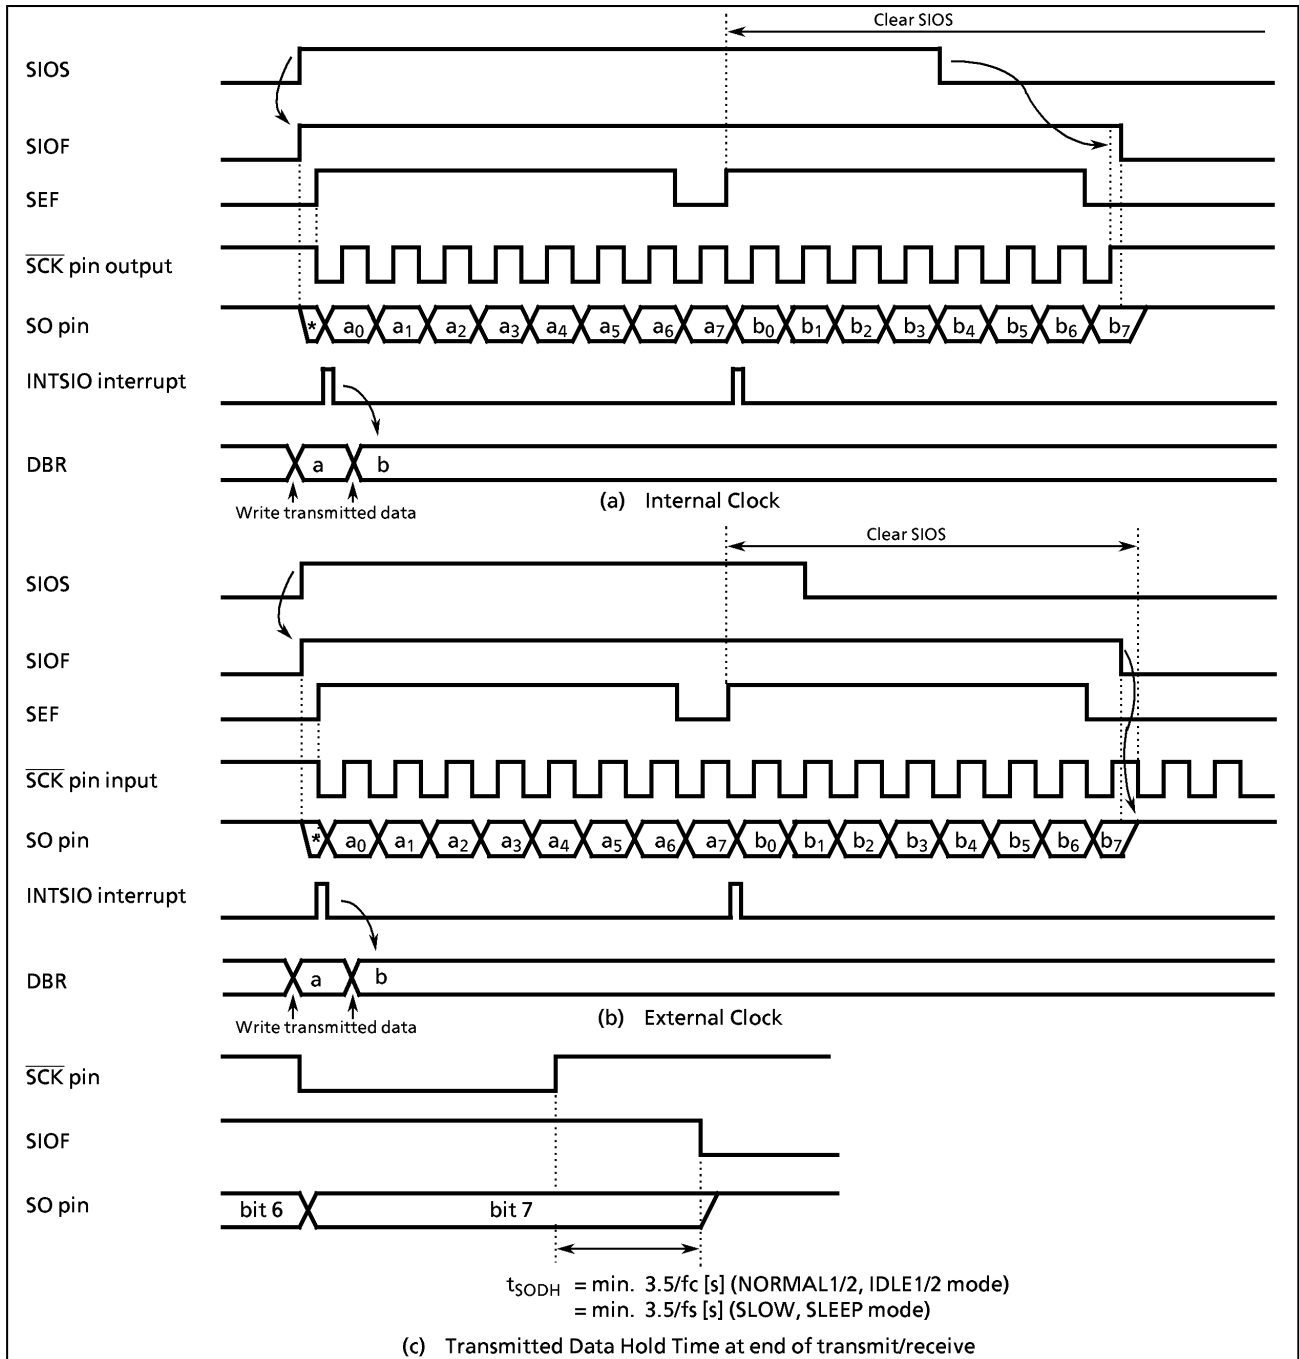 Clear SIOS
SIOS
SIOF
SEF
SCK pin output
SO pin * a0 a1 a2 a3 a4 a5 a6 a7 b0 b1 b2 b3 b4 b5 b6 b7
INTSIO interrupt
DBR a b
Write transmitted data
(a) Internal Clock
Clear SIOS
SIOS
SIOF
SEF
SCK pin input
SO pin * a0 a1 a2 a3 a4 a5 a6 a7 b0 b1 b2 b3 b4 b5 b6 b7
INTSIO interrupt
DBR a b
Write transmitted data
(b) External Clock
SCK pin
SIOF
SO pin bit 6 bit 7
tSODH = min. 3.5/fc [s] (NORMAL1/2, IDLE1/2 mode)
= min. 3.5/fs [s] (SLOW, SLEEP mode)
(c) Transmitted Data Hold Time at end of transmit/receive